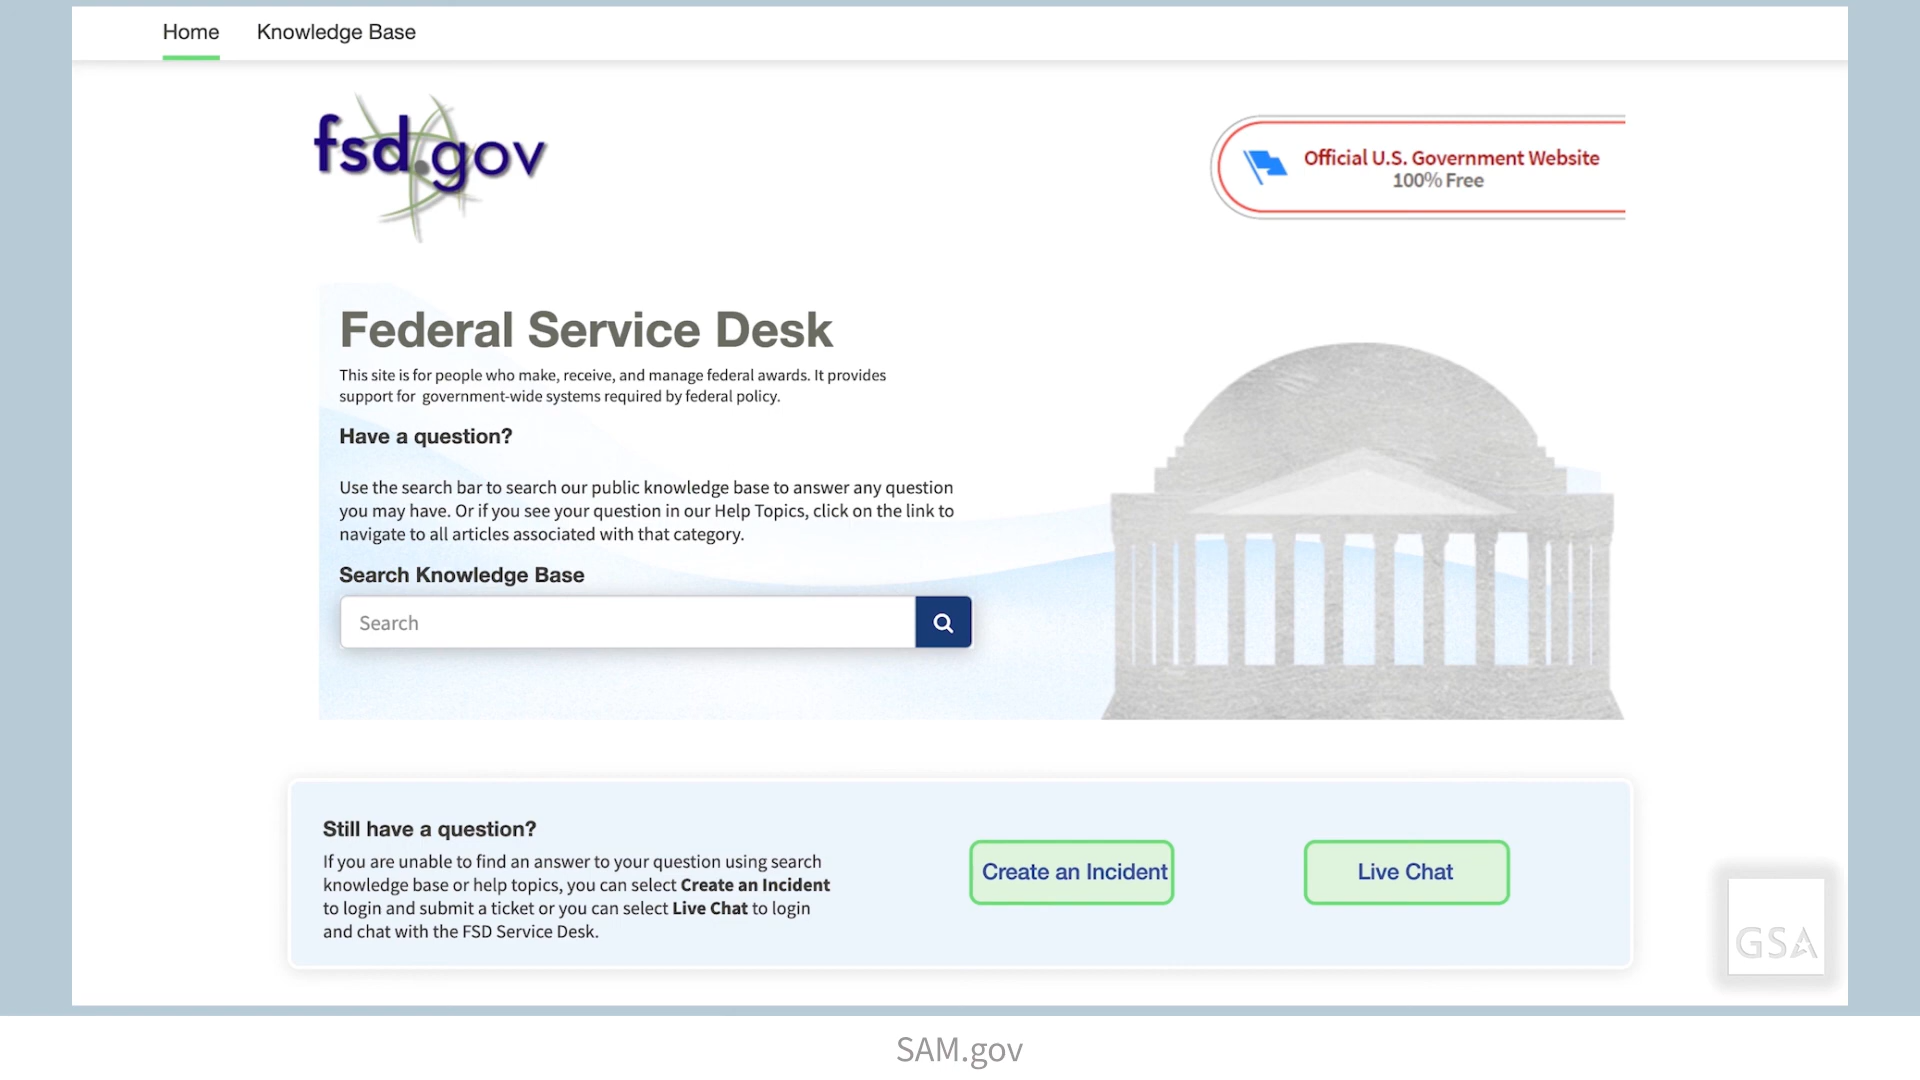 Home Knowledge Base
fsd.gov
Official U.S. Government Website
100% Free
Federal Service Desk
This site is for people who make, receive, and manage federal awards. It provides
support for government-wide systems required by federal policy.
Have a question?
Use the search bar to search our public knowledge base to answer any question
you may have. Or if you see your question in our Help Topics, click on the link to
navigate to all articles associated with that category.
Search Knowledge Base
Search
Still have a question?
If you are unable to find an answer to your question using search
knowledge base or help topics, you can select Create an Incident
to login and submit a ticket or you can select Live Chat to login
and chat with the FSD Service Desk.
Create an Incident
Live Chat
GSA
SAM.gov